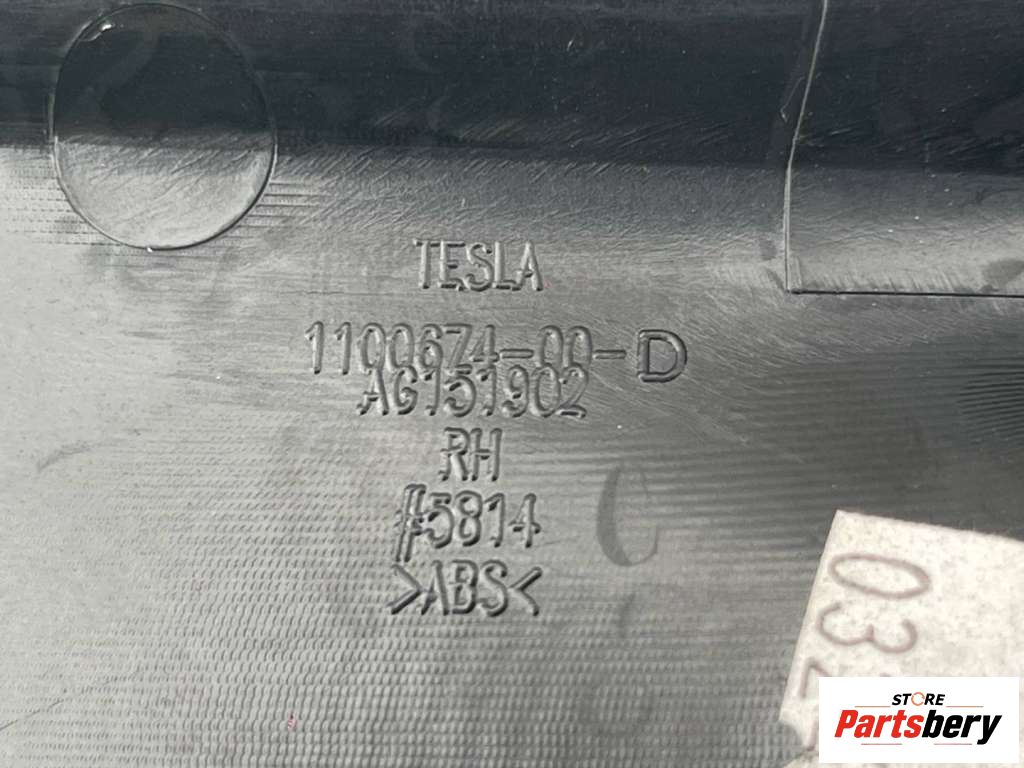 TESLA
1100674-00-D
AG151902
RH
#5814
>ABS<
STORE
Partsbery